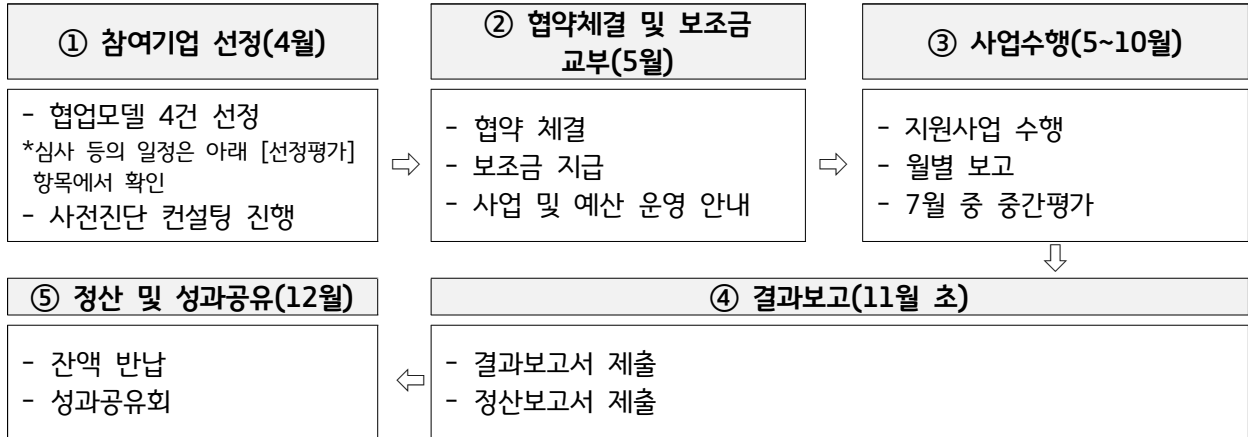 ① 참여기업 선정(4월)
- 협업모델 4건 선정
*심사 등의 일정은 아래 [선정평가]
항목에서 확인
- 사전진단 컨설팅 진행
⇨
② 협약체결 및 보조금
교부(5월)
- 협약 체결
- 보조금 지급
- 사업 및 예산 운영 안내
⇨
③ 사업수행(5~10월)
- 지원사업 수행
- 월별 보고
- 7월 중 중간평가
⇩
④ 결과보고(11월 초)
- 결과보고서 제출
- 정산보고서 제출
⇦
⑤ 정산 및 성과공유(12월)
- 잔액 반납
- 성과공유회